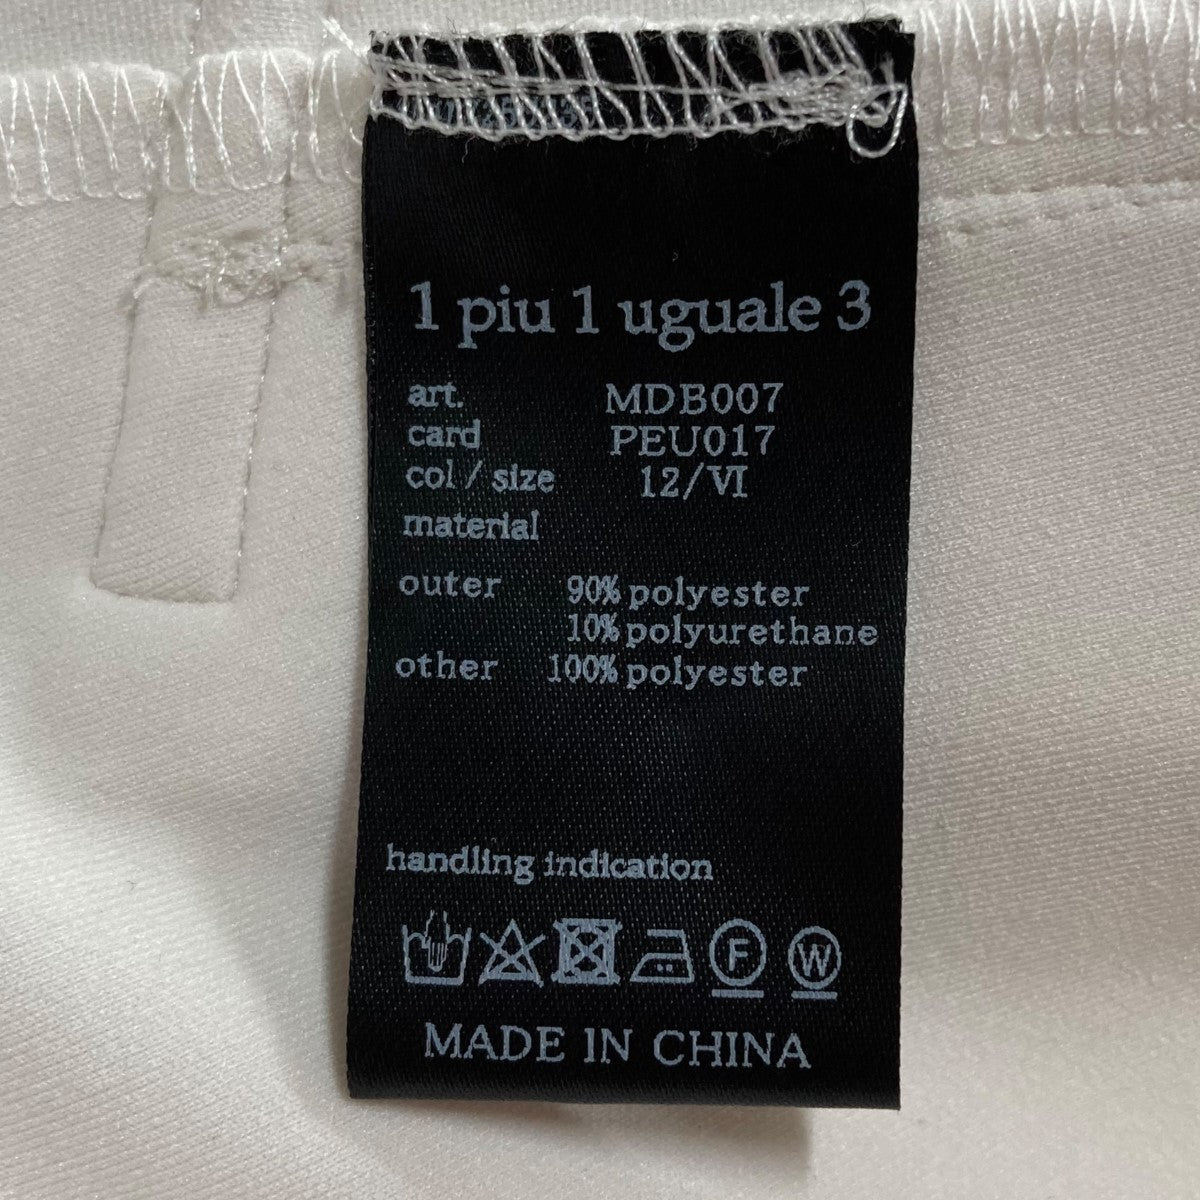 1 piu 1 uguale 3
art. MDB007
card PEU017
col / size 12/VI
material
outer 90% polyester
10% polyurethane
other 100% polyester
handling indication
F W
MADE IN CHINA